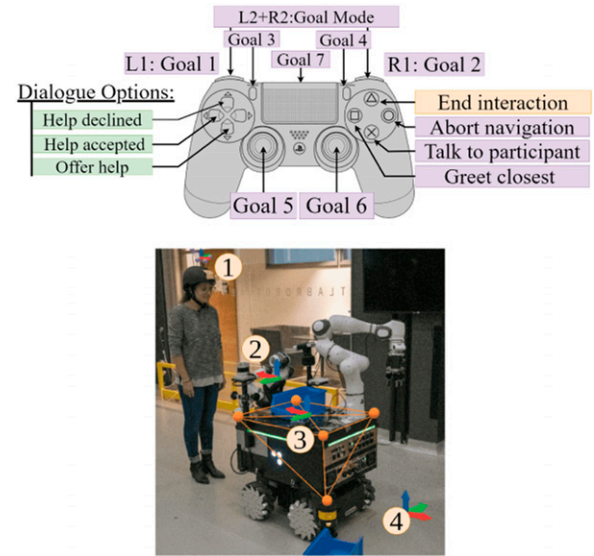 L2+R2:Goal Mode
Goal 3
Goal 4
Goal 7
L1: Goal 1
R1: Goal 2
Dialogue Options:
End interaction
Help declined
Abort navigation
Help accepted
Talk to participant
Offer help
Greet closest
Goal 5
Goal 6
1
TLABROB
2
3
4